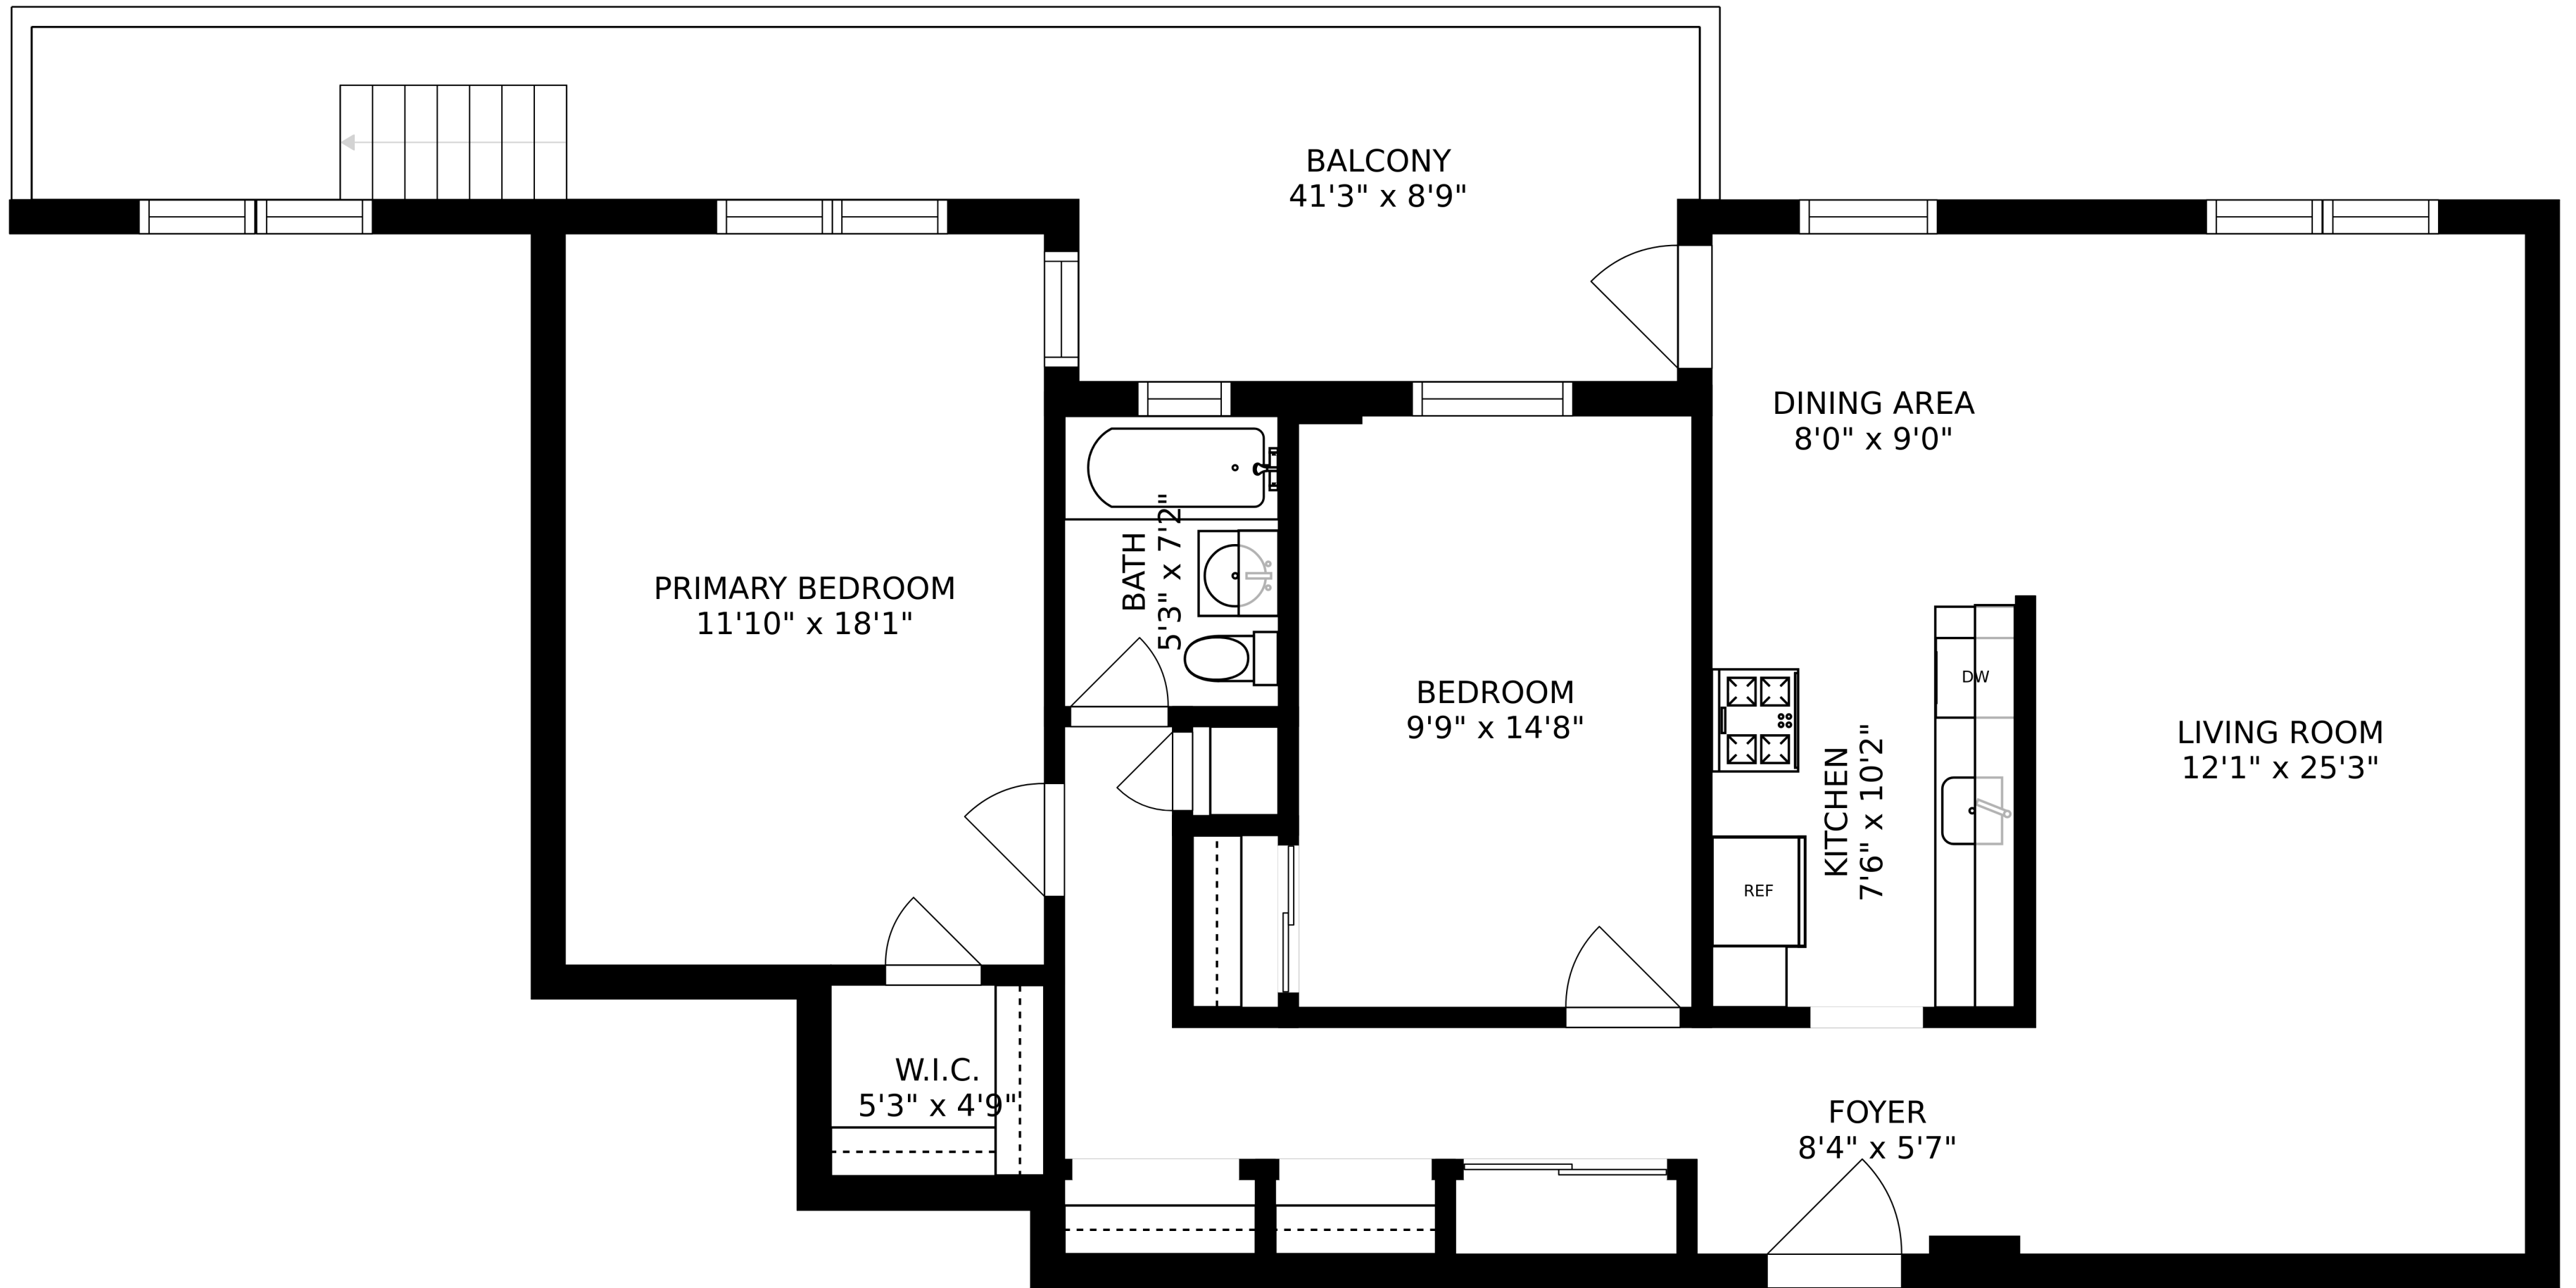 BALCONY
41'3" x 8'9"
DINING AREA
8'0" x 9'0"
PRIMARY BEDROOM
11'10" x 18'1"
BATH
5'3" x 7'2"
BEDROOM
9'9" x 14'8"
DW
LIVING ROOM
12'1" x 25'3"
KITCHEN
7'6" x 10'2"
REF
W.I.C.
5'3" x 4'9"
FOYER
8'4" x 5'7"